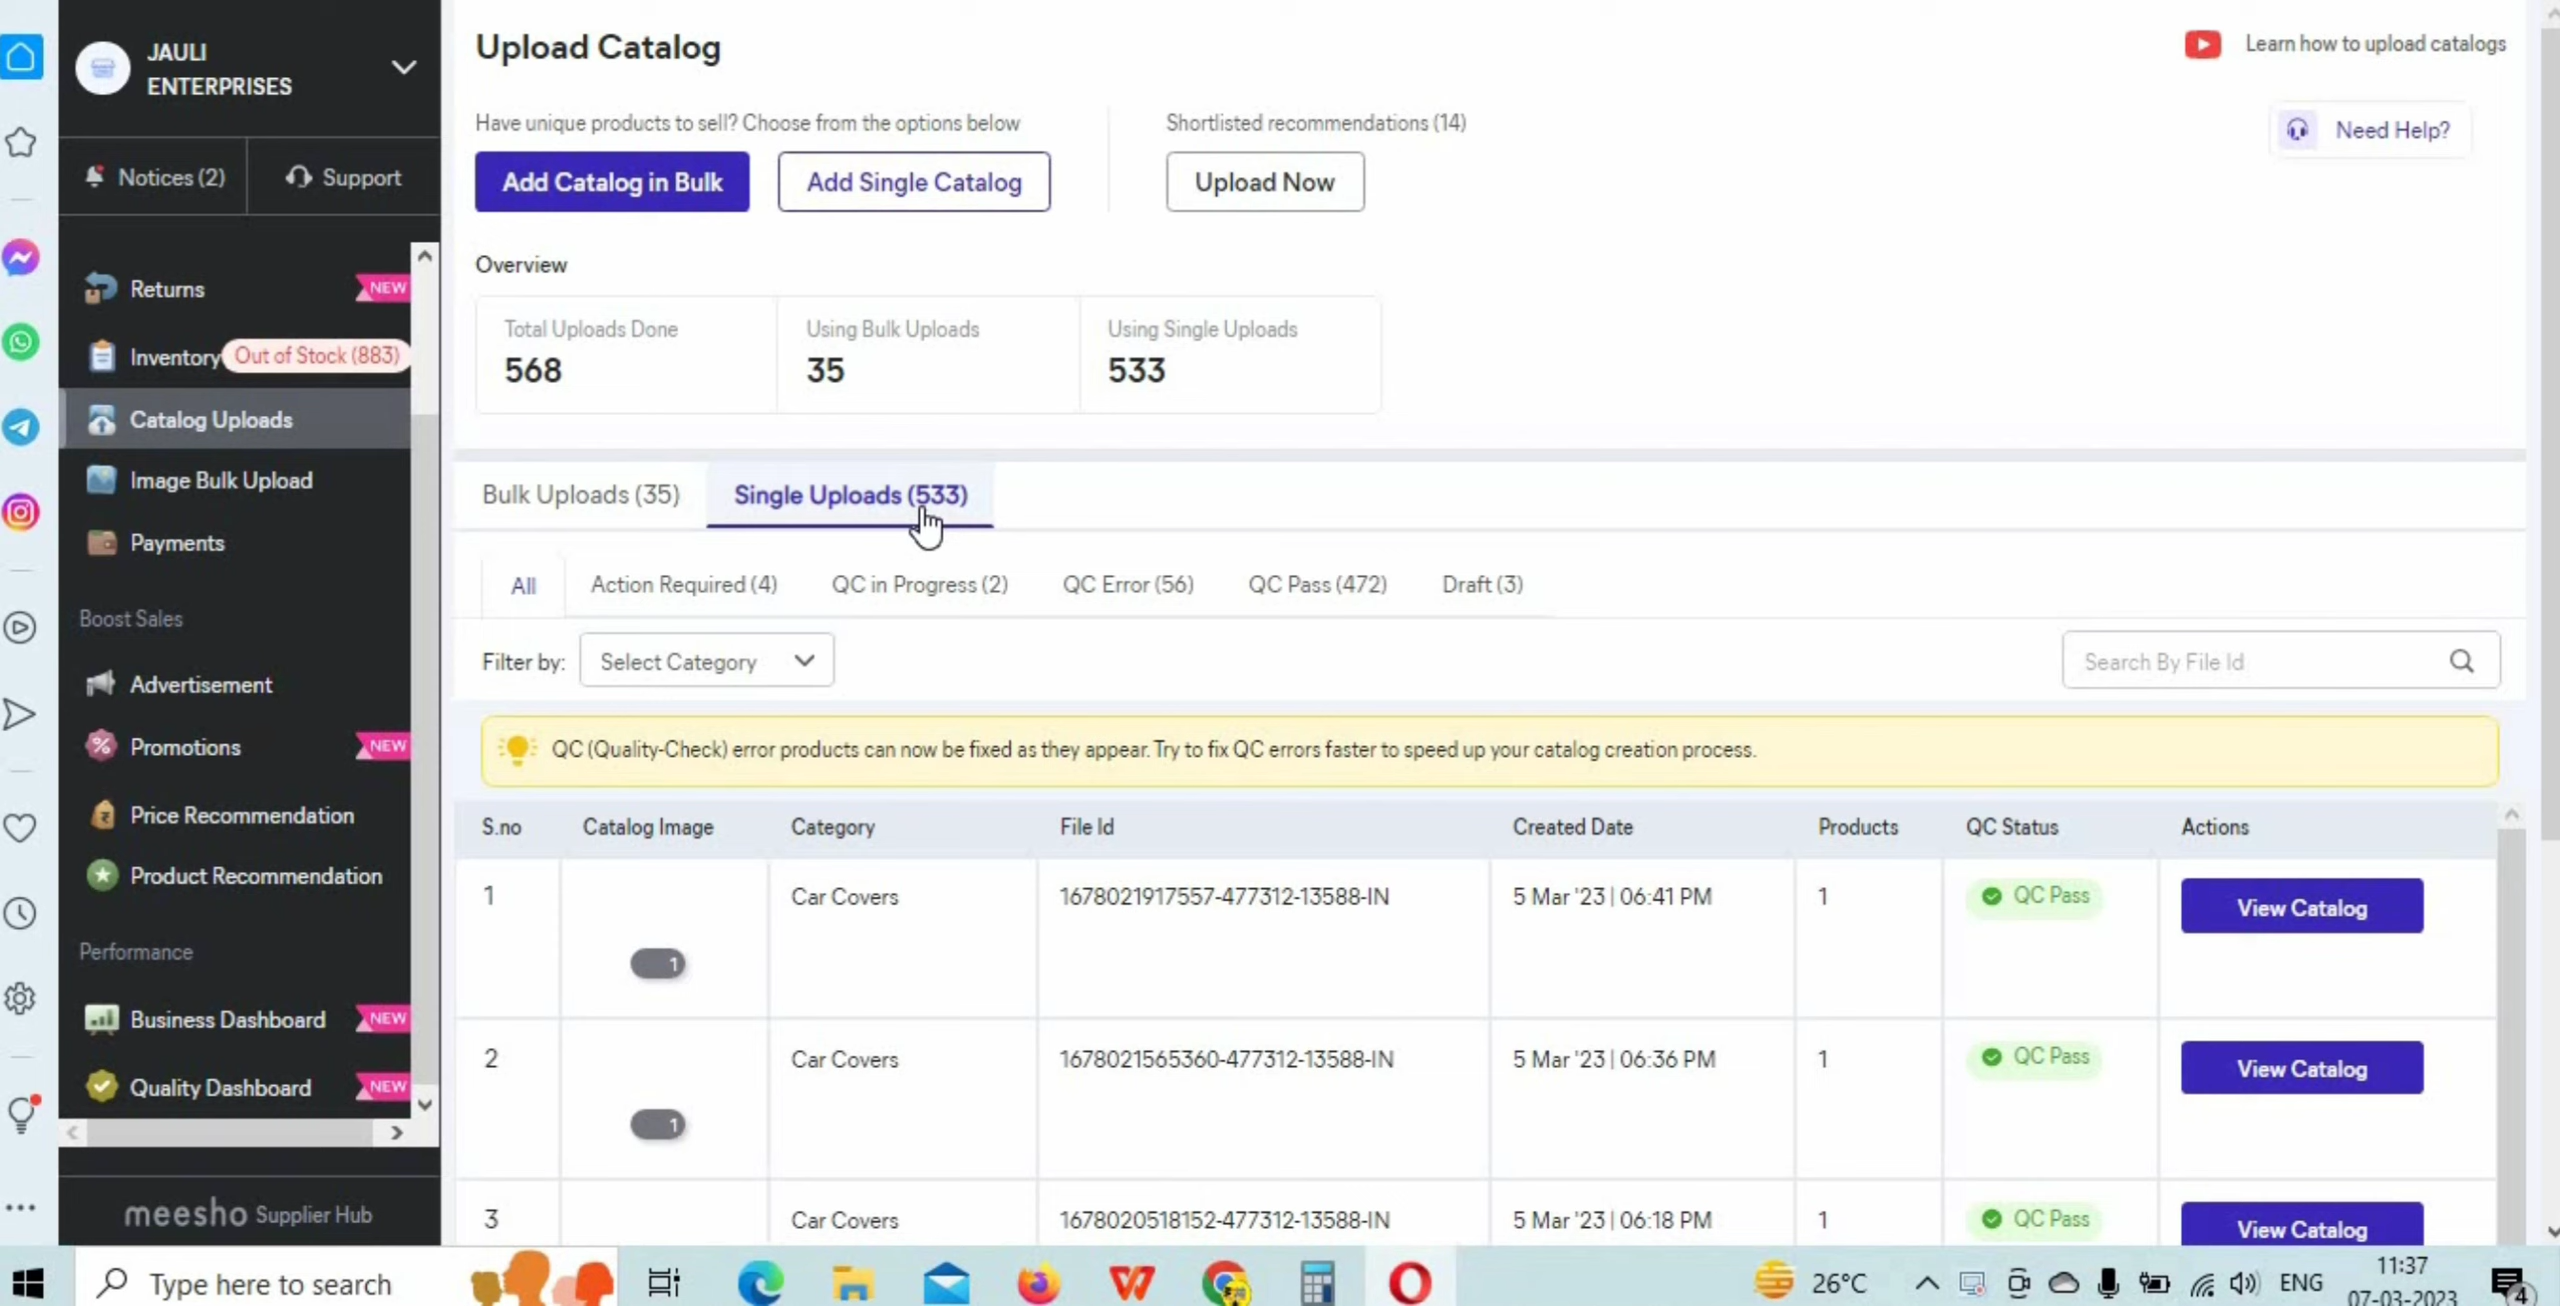 JAULI
ENTERPRISES
Notices (2)
Support
Returns
NEW
Inventory
Out of Stock (883)
Catalog Uploads
Image Bulk Upload
Payments
Boost Sales
Advertisement
Promotions
NEW
Price Recommendation
Product Recommendation
Performance
Business Dashboard
NEW
Quality Dashboard
NEW
meesho Supplier Hub
Upload Catalog
Learn how to upload catalogs
Need Help?
Have unique products to sell? Choose from the options below
Shortlisted recommendations (14)
Add Catalog in Bulk
Add Single Catalog
Upload Now
Overview
Total Uploads Done
Using Bulk Uploads
Using Single Uploads
568
35
533
Bulk Uploads (35)
Single Uploads (533)
All
Action Required (4)
QC in Progress (2)
QC Error (56)
QC Pass (472)
Draft (3)
Filter by:
Select Category
Search By File Id
QC (Quality-Check) error products can now be fixed as they appear. Try to fix QC errors faster to speed up your catalog creation process.
S.no Catalog Image Category File Id Created Date Products QC Status Actions
1 Car Covers 1678021917557-477312-13588-IN 5 Mar '23 | 06:41 PM 1 QC Pass View Catalog
1
2 Car Covers 1678021565360-477312-13588-IN 5 Mar '23 | 06:36 PM 1 QC Pass View Catalog
1
3 Car Covers 1678020518152-477312-13588-IN 5 Mar '23 | 06:18 PM 1 QC Pass View Catalog
Type here to search
26°C
ENG
11:37
07-03-2023
4